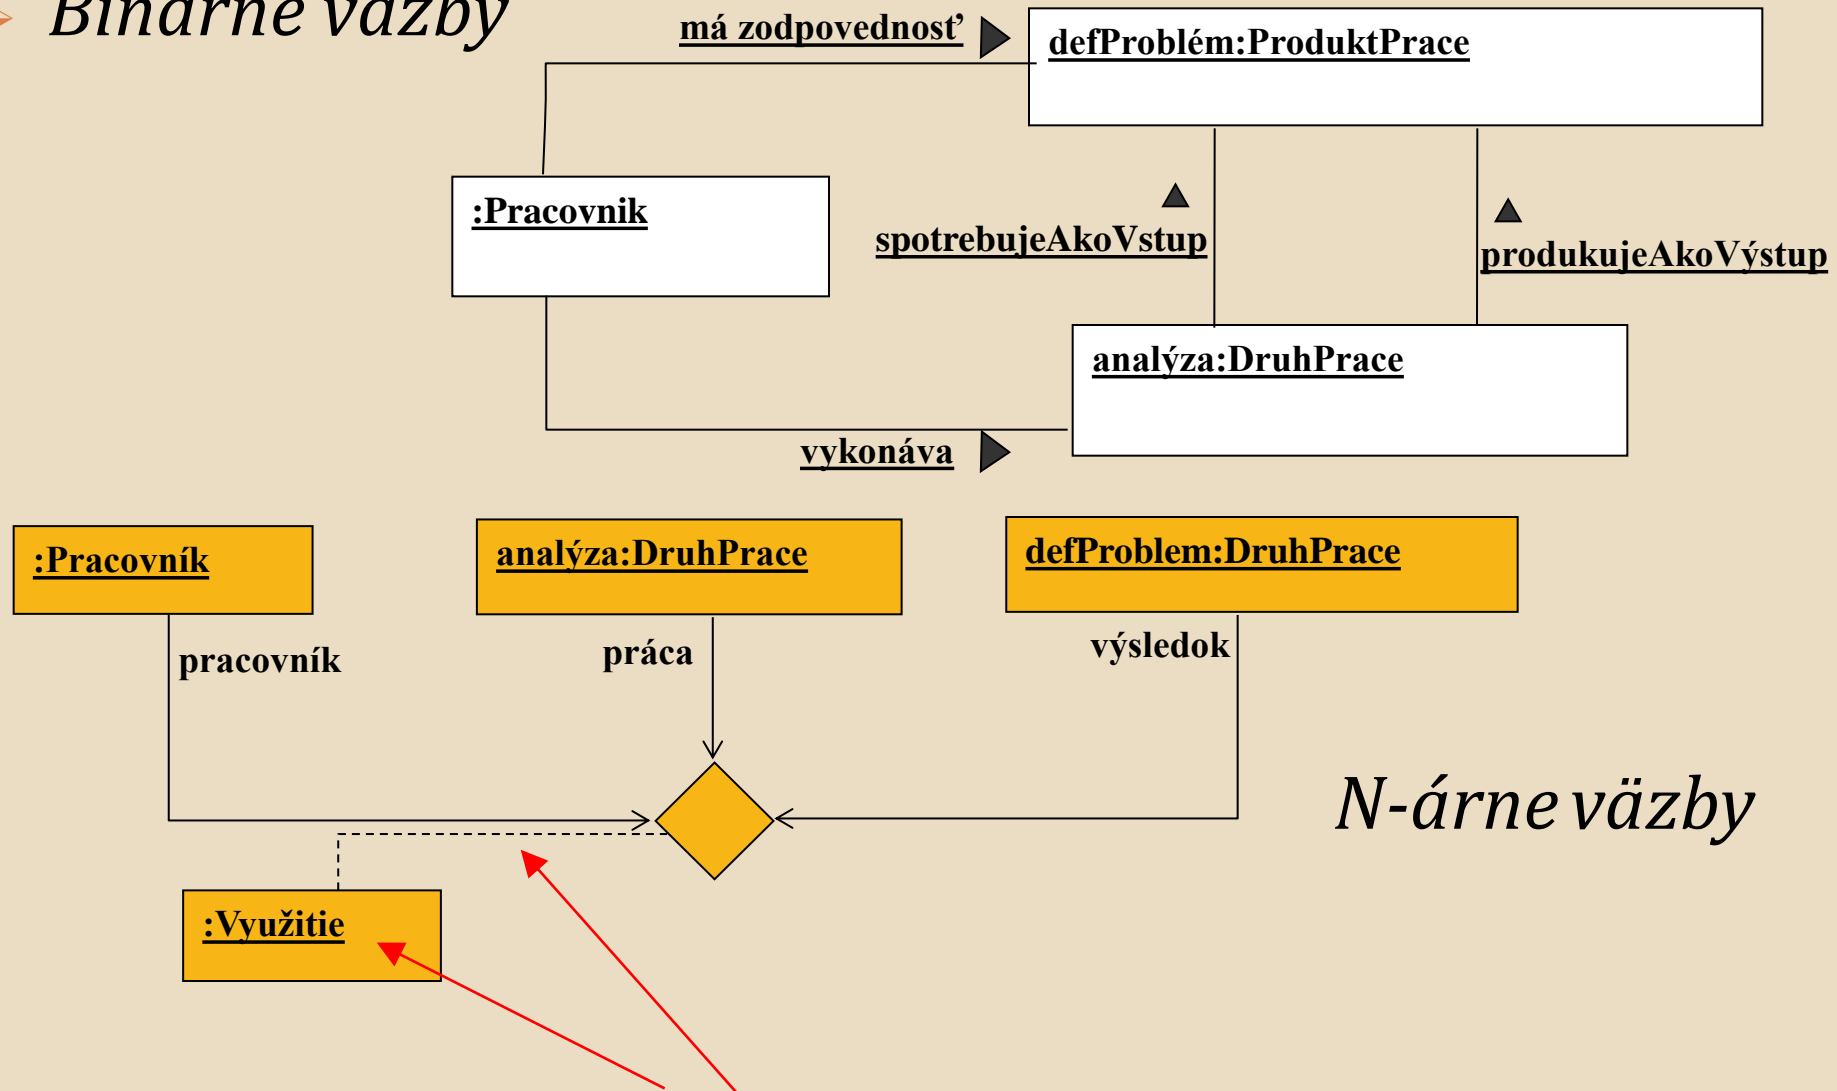 Binárne väzby
má zodpovednosť
defProblém:ProduktPrace
:Pracovnik
spotrebujeAkoVstup
produkujeAkoVýstup
analýza:DruhPrace
vykonáva
:Pracovník
analýza:DruhPrace
defProblem:DruhPrace
pracovník
práca
výsledok
N-árne väzby
:Využitie